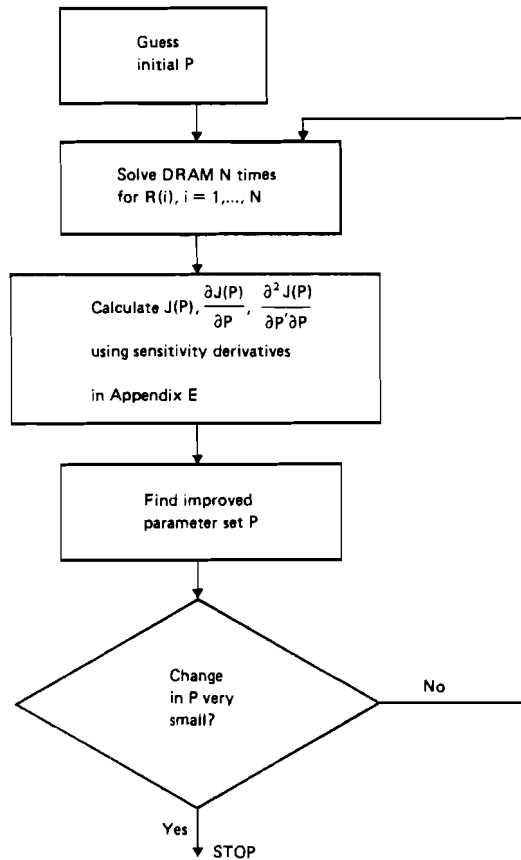 Guess
initial P
Solve DRAM N times
for R(i), i = 1,..., N
Calculate J(P), ∂J(P)/∂P, ∂²J(P)/∂P'∂P
using sensitivity derivatives
in Appendix E
Find improved
parameter set P
Change
in P very
small?
No
Yes
STOP